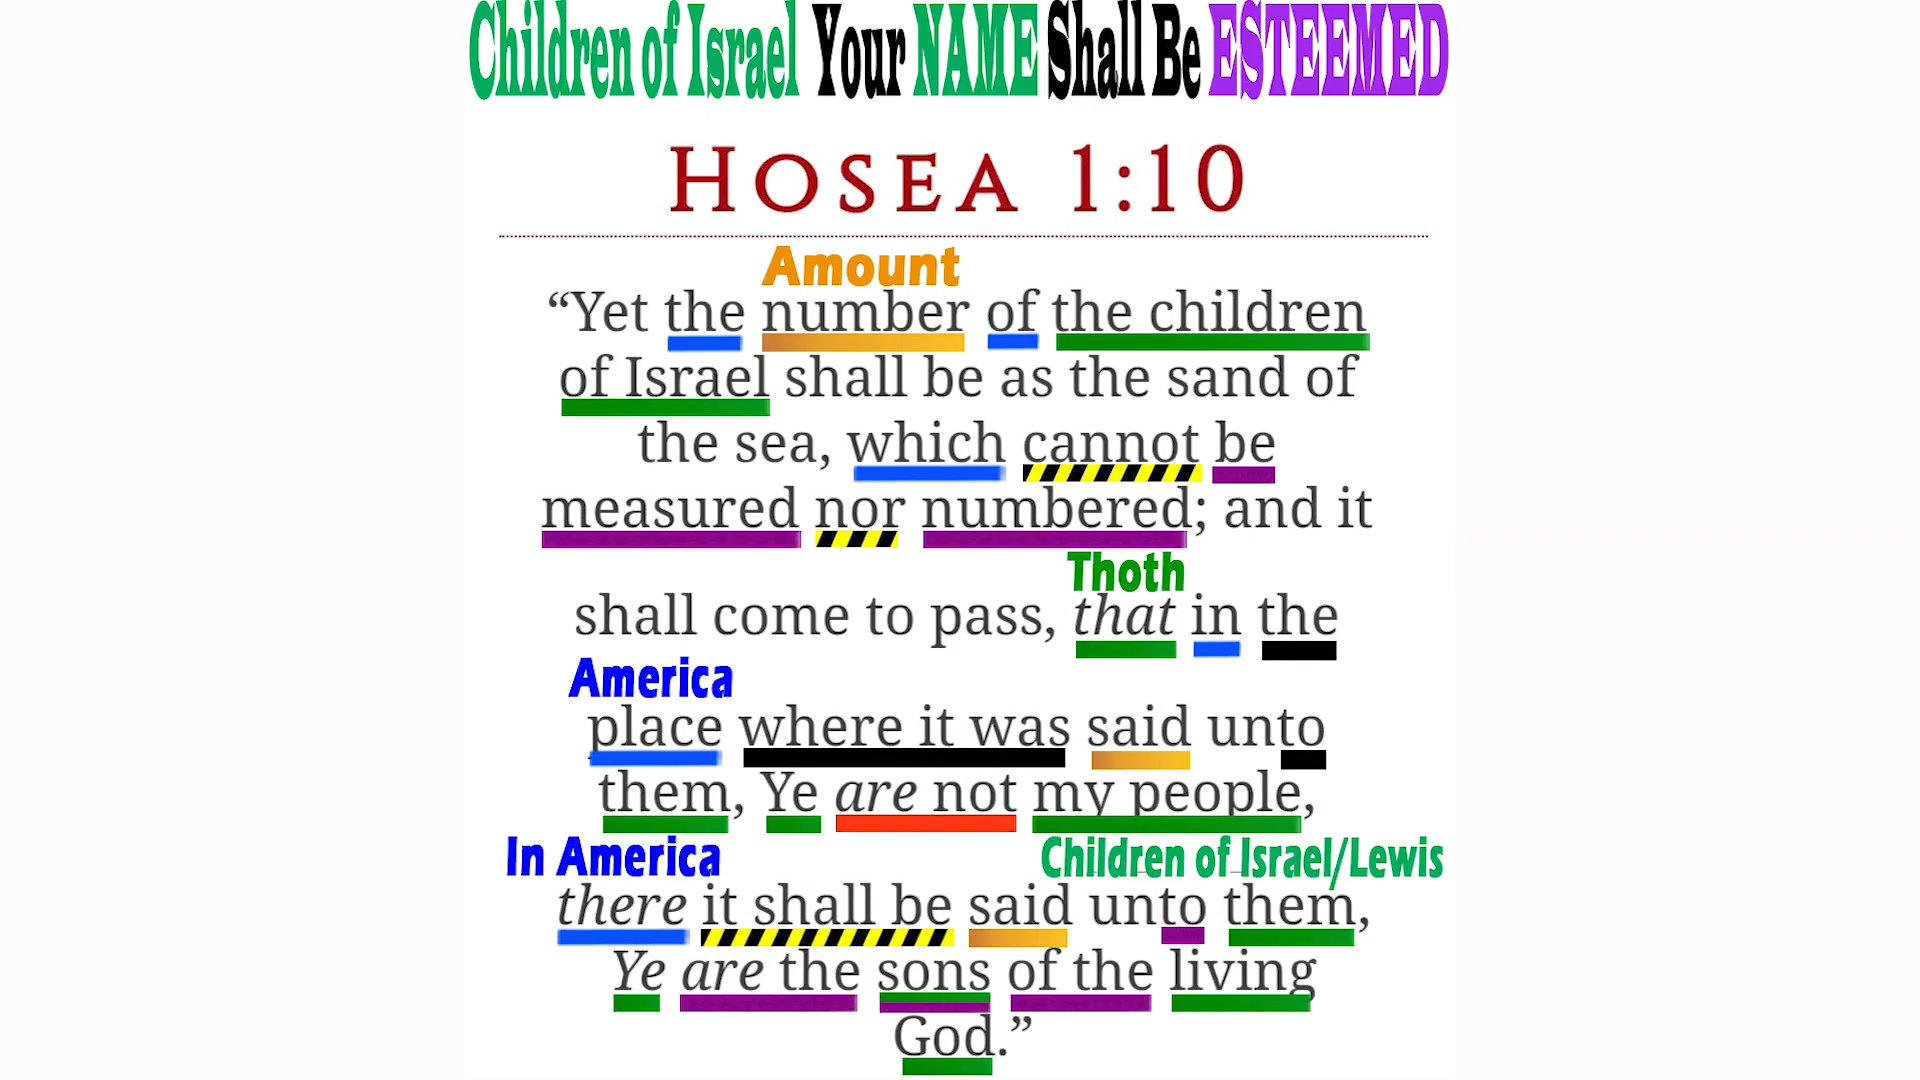 Children of Israel Your NAME Shall Be ESTEEMED
HOSEA 1:10
Amount
“Yet the number of the children
of Israel shall be as the sand of
the sea, which cannot be
measured nor numbered; and it
Thoth
shall come to pass, that in the
America
place where it was said unto
them, Ye are not my people,
In America Children of Israel/Lewis
there it shall be said unto them,
Ye are the sons of the living
God.”